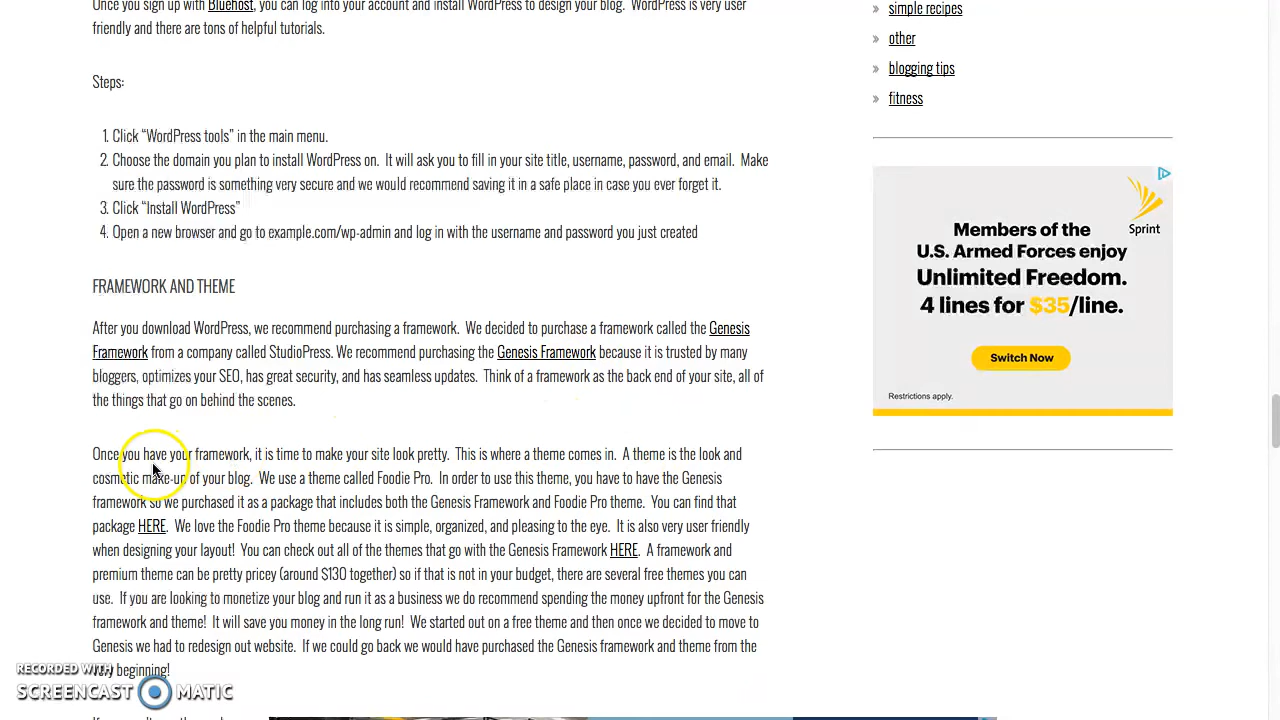 Once you sign up with Bluehost, you can log into your account and install WordPress to design your blog.  WordPress is very user
friendly and there are tons of helpful tutorials.
Steps:
1. Click “WordPress tools” in the main menu.
2. Choose the domain you plan to install WordPress on.  It will ask you to fill in your site title, username, password, and email.  Make
sure the password is something very secure and we would recommend saving it in a safe place in case you ever forget it.
3. Click “Install WordPress”
4. Open a new browser and go to example.com/wp-admin and log in with the username and password you just created
FRAMEWORK AND THEME
After you download WordPress, we recommend purchasing a framework.  We decided to purchase a framework called the Genesis
Framework from a company called StudioPress. We recommend purchasing the Genesis Framework because it is trusted by many
bloggers, optimizes your SEO, has great security, and has seamless updates.  Think of a framework as the back end of your site, all of
the things that go on behind the scenes.
Once you have your framework, it is time to make your site look pretty.  This is where a theme comes in.  A theme is the look and
cosmetic make-up of your blog.  We use a theme called Foodie Pro.  In order to use this theme, you have to have the Genesis
framework so we purchased it as a package that includes both the Genesis Framework and Foodie Pro theme.  You can find that
package HERE.  We love the Foodie Pro theme because it is simple, organized, and pleasing to the eye.  It is also very user friendly
when designing your layout!  You can check out all of the themes that go with the Genesis Framework HERE.  A framework and
premium theme can be pretty pricey (around $130 together) so if that is not in your budget, there are several free themes you can
use.  If you are looking to monetize your blog and run it as a business we do recommend spending the money upfront for the Genesis
framework and theme!  It will save you money in the long run!  We started out on a free theme and then once we decided to move to
Genesis we had to redesign out website.  If we could go back we would have purchased the Genesis framework and theme from the
very beginning!
» simple recipes
» other
» blogging tips
» fitness
Sprint
Members of the
U.S. Armed Forces enjoy
Unlimited Freedom.
4 lines for $35/line.
Switch Now
Restrictions apply.
RECORDED WITH
SCREENCAST MATIC